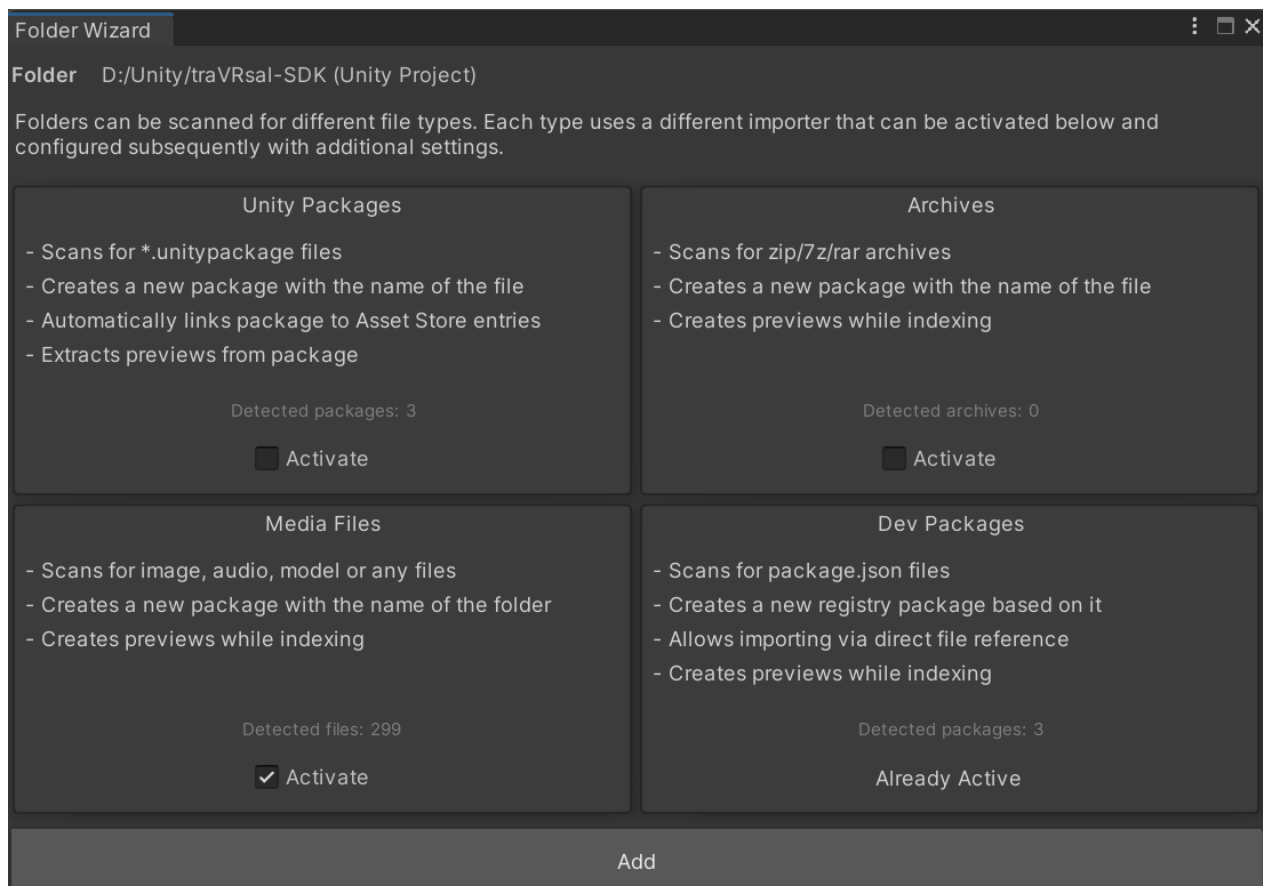 Folder Wizard
Folder D:/Unity/traVRsal-SDK (Unity Project)
Folders can be scanned for different file types. Each type uses a different importer that can be activated below and
configured subsequently with additional settings.
Unity Packages
- Scans for *.unitypackage files
- Creates a new package with the name of the file
- Automatically links package to Asset Store entries
- Extracts previews from package
Detected packages: 3
Activate
Archives
- Scans for zip/7z/rar archives
- Creates a new package with the name of the file
- Creates previews while indexing
Detected archives: 0
Activate
Media Files
- Scans for image, audio, model or any files
- Creates a new package with the name of the folder
- Creates previews while indexing
Detected files: 299
Activate
Dev Packages
- Scans for package.json files
- Creates a new registry package based on it
- Allows importing via direct file reference
- Creates previews while indexing
Detected packages: 3
Already Active
Add